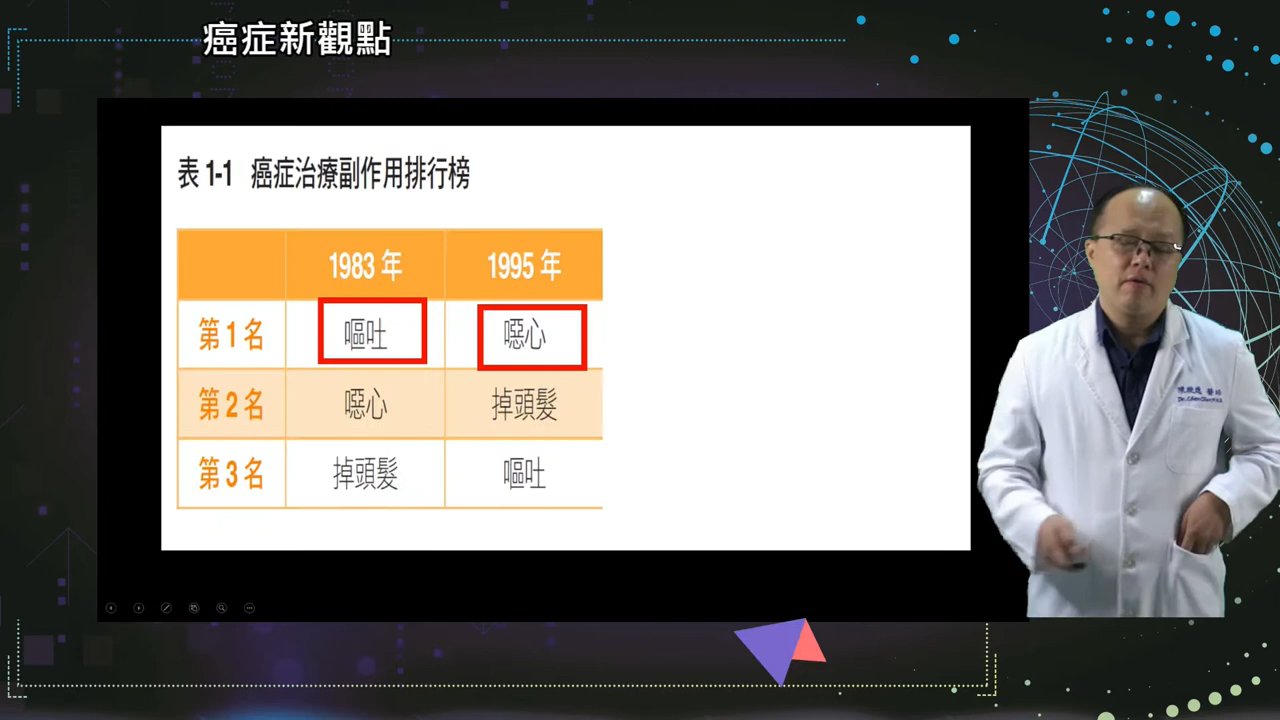 癌症新觀點
表 1-1 癌症治療副作用排行榜
1983 年 1995 年
第 1 名 嘔吐 噁心
第 2 名 噁心 掉頭髮
第 3 名 掉頭髮 嘔吐
醫師